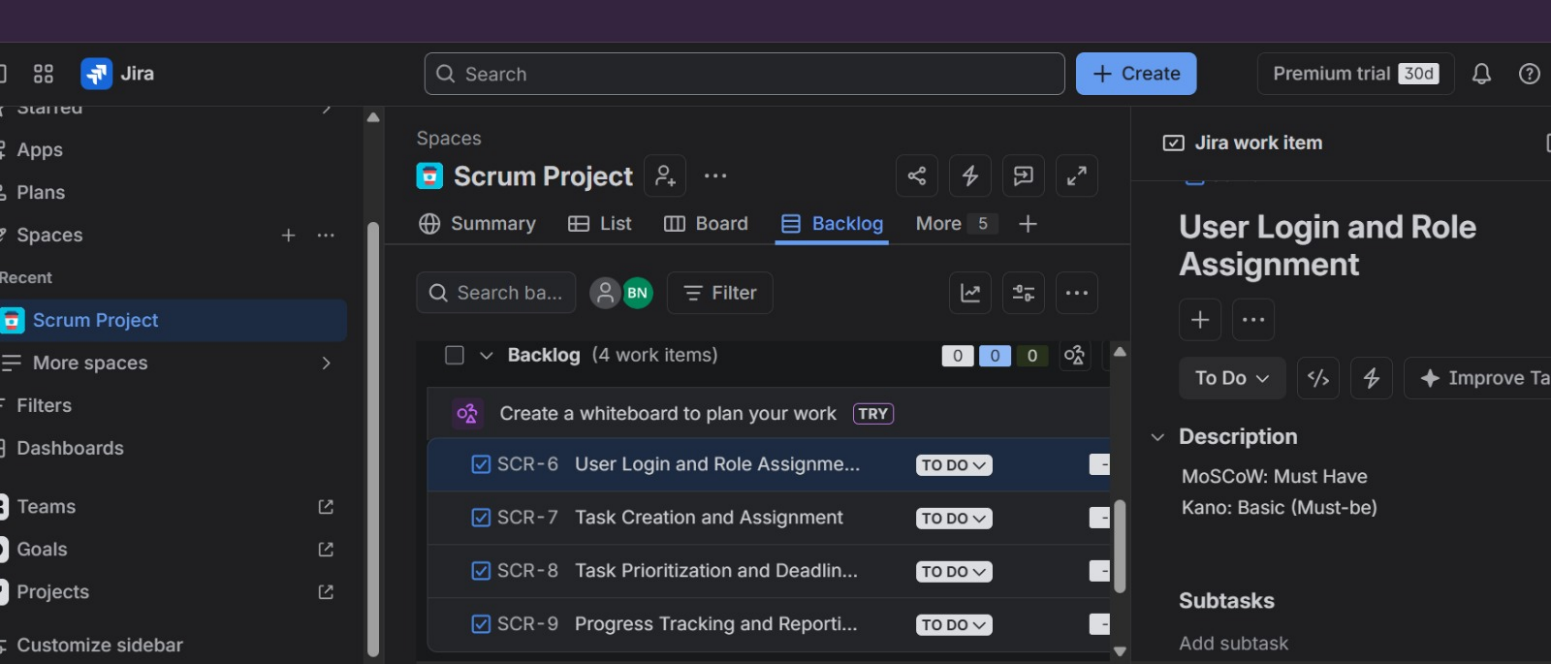 Jira
Search
+ Create
Premium trial 30d
Starred
Apps
Plans
Spaces
Recent
Scrum Project
More spaces
Filters
Dashboards
Teams
Goals
Projects
Customize sidebar
Spaces
Scrum Project
Summary
List
Board
Backlog
More 5
Search ba...
BN
Filter
Backlog (4 work items)
0 0 0
Create a whiteboard to plan your work TRY
SCR-6 User Login and Role Assignme... TO DO -
SCR-7 Task Creation and Assignment TO DO -
SCR-8 Task Prioritization and Deadlin... TO DO -
SCR-9 Progress Tracking and Reporti... TO DO -
Jira work item
User Login and Role
Assignment
To Do
Improve Ta
Description
MoSCoW: Must Have
Kano: Basic (Must-be)
Subtasks
Add subtask